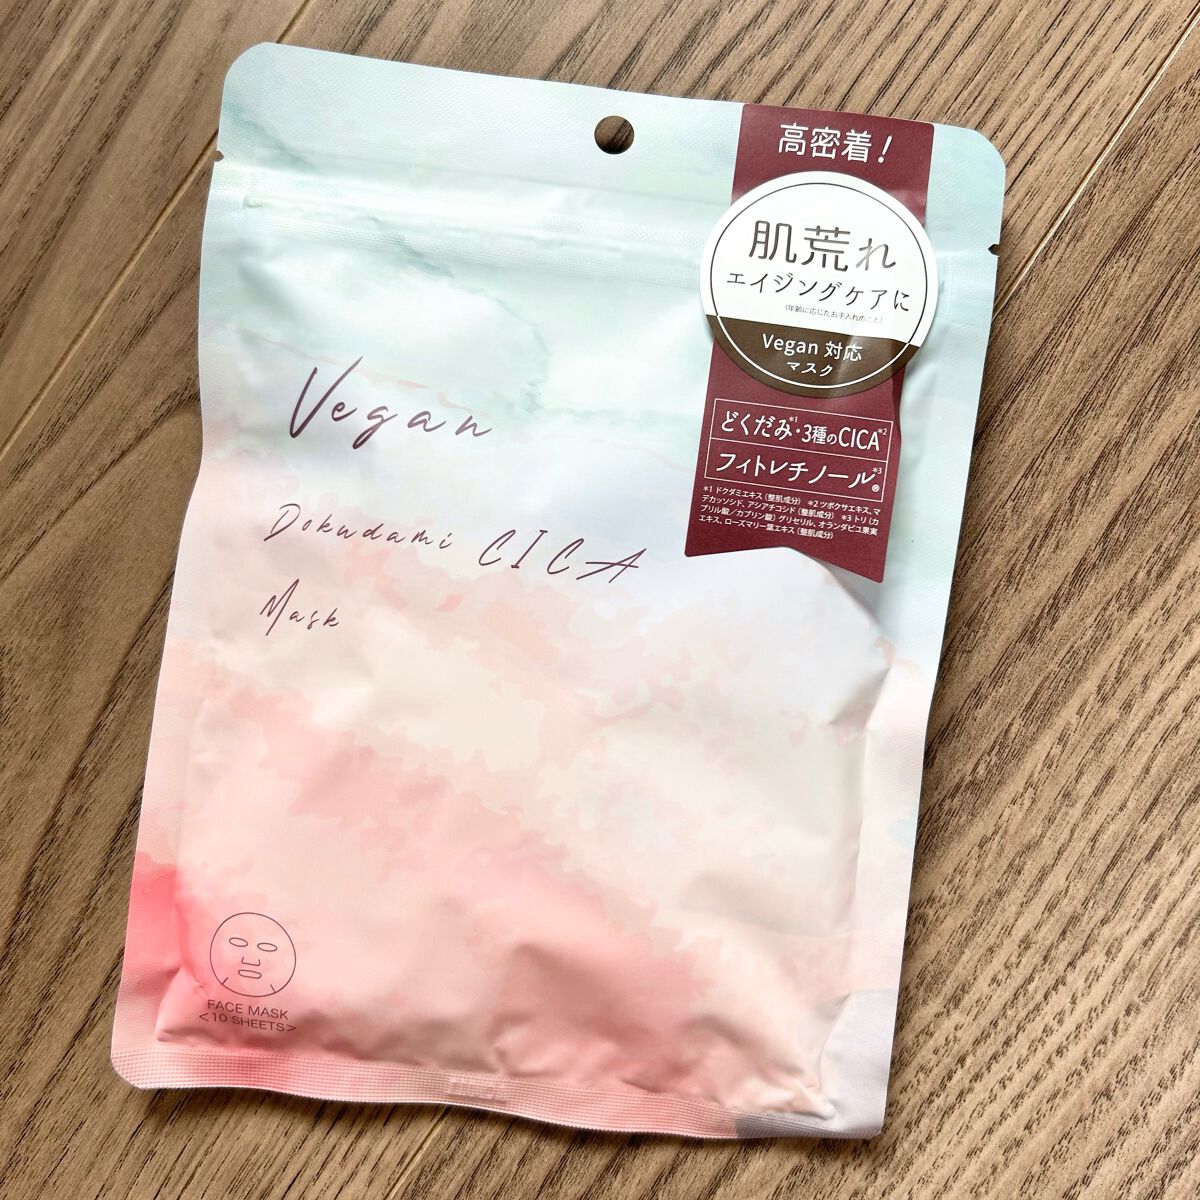 高密着!
肌荒れ
エイジングケアに
(年齢に応じたお手入れのこと)
Vegan 対応
マスク
どくだみ*1・3種のCICA*2
フィトレチノール*3®
*1 ドクダミエキス(整肌成分) *2 ツボクサエキス、マ
デカッソシド、アシアチコシド(整肌成分) *3 トリ(カ
プリル酸/カプリン酸)グリセリル、オランダビユ果実
エキス、ローズマリー葉エキス(整肌成分)
Vegan
Dokudami CICA
Mask
FACE MASK
<10 SHEETS>